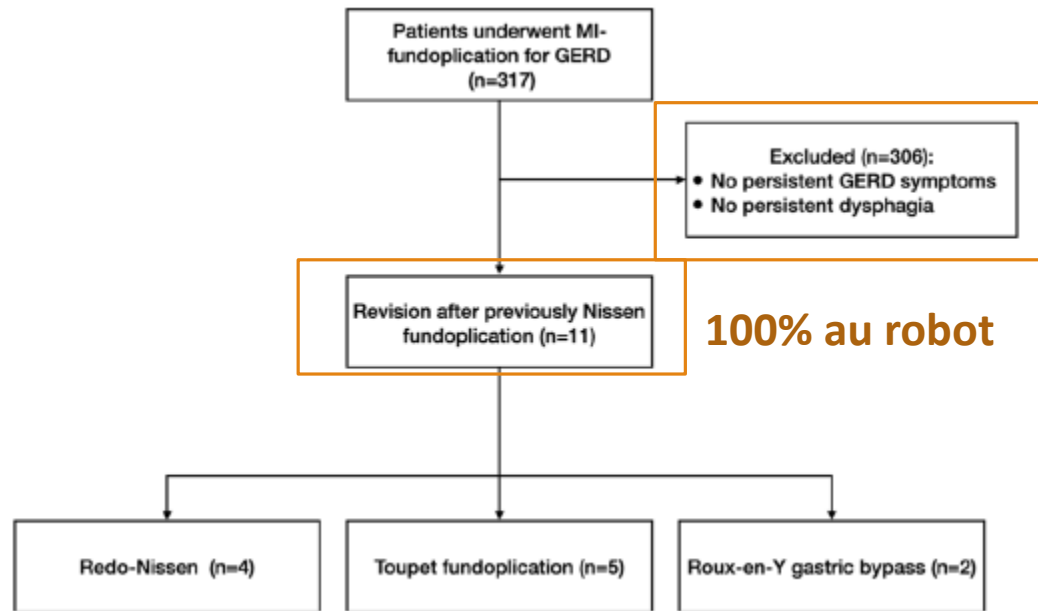 Patients underwent MI-
fundoplication for GERD
(n=317)
Excluded (n=306):
• No persistent GERD symptoms
• No persistent dysphagia
Revision after previously Nissen
fundoplication (n=11)
100% au robot
Redo-Nissen (n=4)
Toupet fundoplication (n=5)
Roux-en-Y gastric bypass (n=2)